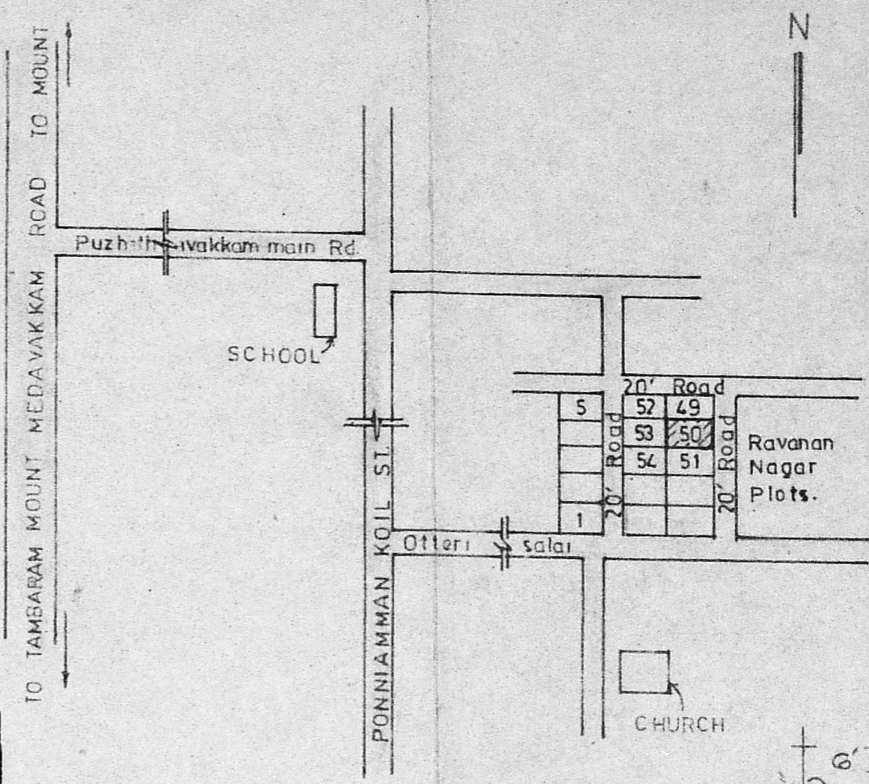 N
TO TAMBARAM MOUNT MEDAVAKKAM ROAD TO MOUNT
ivakkam main Rd.
SCHOOL
PONNIAMMAN KOIL ST.
20' Road
5 52 49
53 50
54 51
1
20' Road
20' Road
Ravanan
Nagar
Plots.
Otteri salai
CHURCH
6'